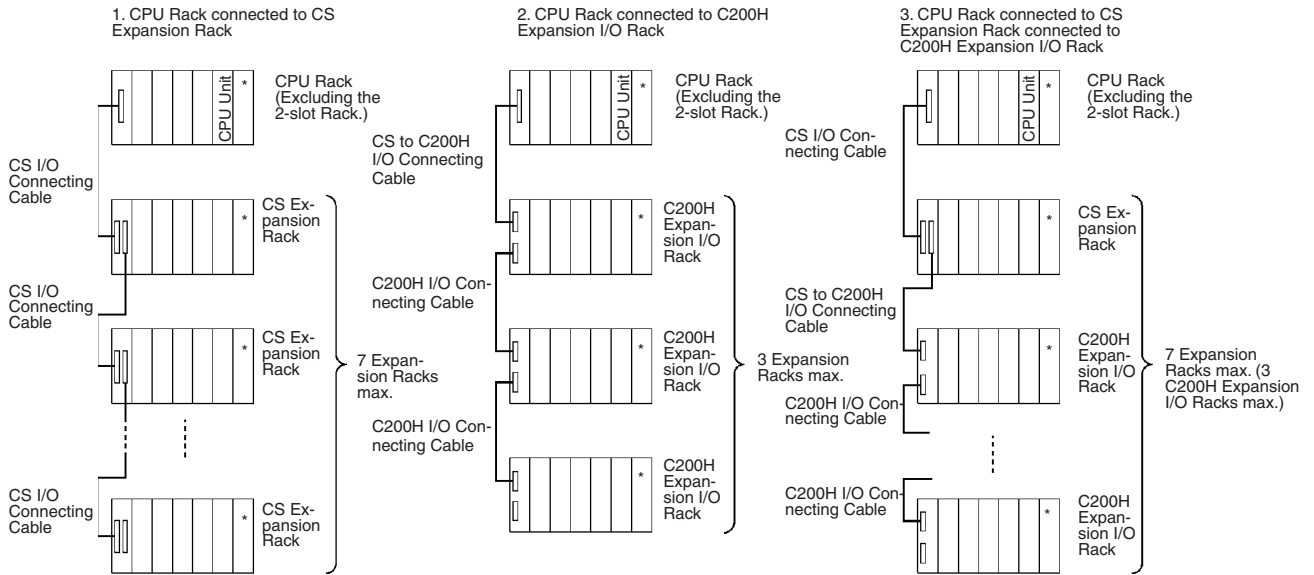 1. CPU Rack connected to CS
Expansion Rack
CPU Unit
*
CPU Rack
(Excluding the
2-slot Rack.)
CS I/O
Connecting
Cable
*
CS Ex-
pansion
Rack
CS I/O
Connecting
Cable
*
CS Ex-
pansion
Rack
7 Expan-
sion Racks
max.
CS I/O
Connecting
Cable
*
CS Ex-
pansion
Rack
2. CPU Rack connected to C200H
Expansion I/O Rack
CPU Unit
*
CPU Rack
(Excluding the
2-slot Rack.)
CS to C200H
I/O Connecting
Cable
*
C200H
Expan-
sion I/O
Rack
C200H I/O Con-
necting Cable
*
C200H
Expan-
sion I/O
Rack
3 Expansion
Racks max.
C200H I/O Con-
necting Cable
*
C200H
Expan-
sion I/O
Rack
3. CPU Rack connected to CS
Expansion Rack connected to
C200H Expansion I/O Rack
CPU Unit
*
CPU Rack
(Excluding the
2-slot Rack.)
CS I/O Con-
necting Cable
*
CS Ex-
pansion
Rack
CS to C200H
I/O Connecting
Cable
*
C200H
Expan-
sion I/O
Rack
7 Expansion
Racks max. (3
C200H Expansion
I/O Racks max.)
C200H I/O Con-
necting Cable
C200H I/O Con-
necting Cable
*
C200H
Expan-
sion I/O
Rack